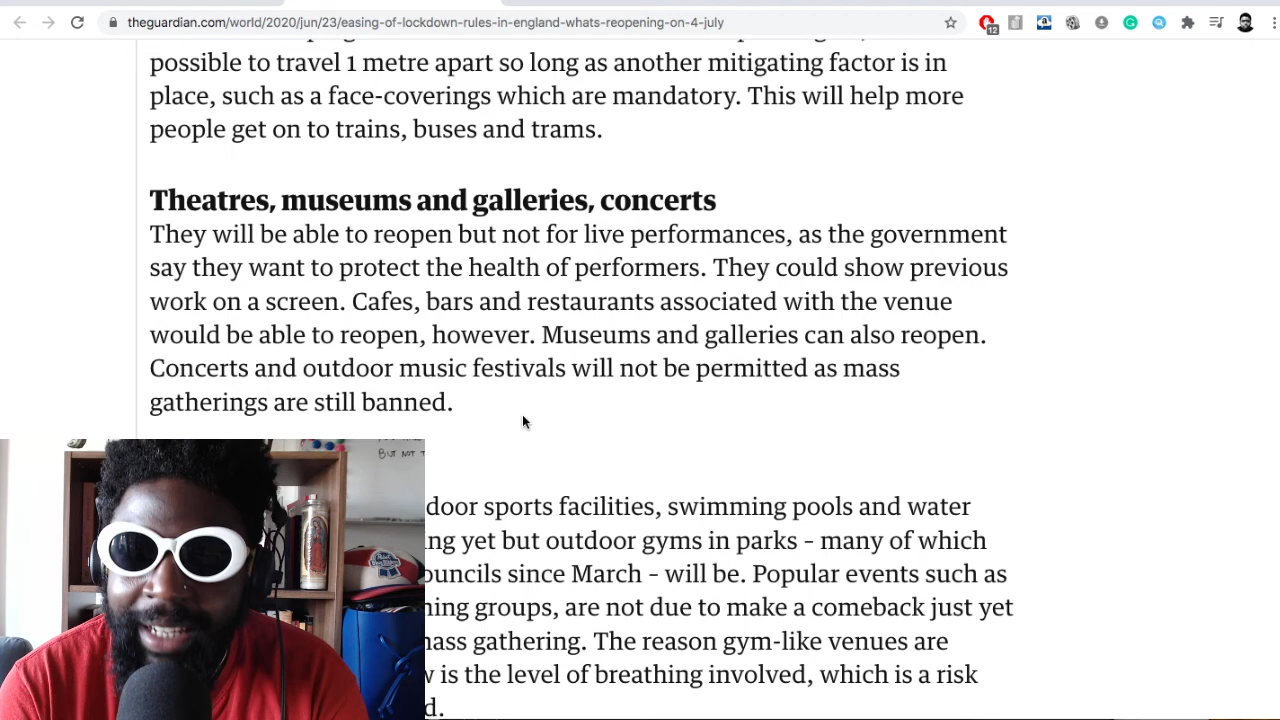 theguardian.com/world/2020/jun/23/easing-of-lockdown-rules-in-england-whats-reopening-on-4-july
12
possible to travel 1 metre apart so long as another mitigating factor is in
place, such as a face-coverings which are mandatory. This will help more
people get on to trains, buses and trams.
Theatres, museums and galleries, concerts
They will be able to reopen but not for live performances, as the government
say they want to protect the health of performers. They could show previous
work on a screen. Cafes, bars and restaurants associated with the venue
would be able to reopen, however. Museums and galleries can also reopen.
Concerts and outdoor music festivals will not be permitted as mass
gatherings are still banned.
BUT NOT T
door sports facilities, swimming pools and water
ing yet but outdoor gyms in parks – many of which
ouncils since March – will be. Popular events such as
ning groups, are not due to make a comeback just yet
mass gathering. The reason gym-like venues are
w is the level of breathing involved, which is a risk
d.